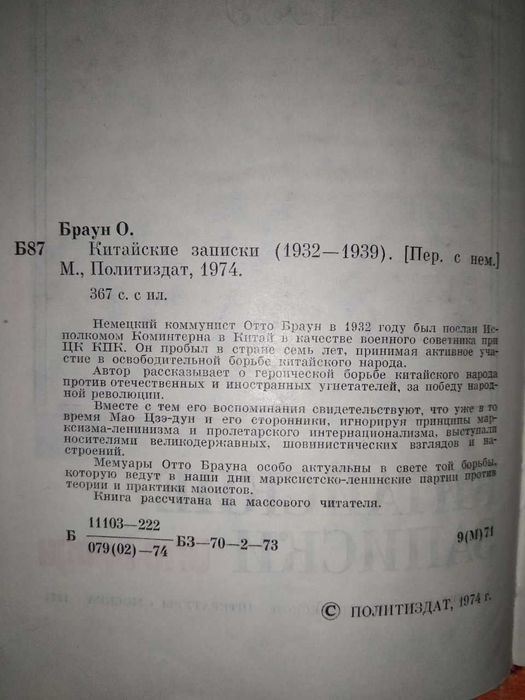 Браун О.
Б87 Китайские записки (1932—1939). [Пер. с нем.]
М., Политиздат, 1974.
367 с. с ил.
Немецкий коммунист Отто Браун в 1932 году был послан Ис-
полкомом Коминтерна в Китай в качестве военного советника при
ЦК КПК. Он пробыл в стране семь лет, принимая активное уча-
стие в освободительной борьбе китайского народа.
Автор рассказывает о героической борьбе китайского народа
против отечественных и иностранных угнетателей, за победу народ-
ной революции.
Вместе с тем его воспоминания свидетельствуют, что уже в то
время Мао Цзэ-дун и его сторонники, игнорируя принципы мар-
ксизма-ленинизма и пролетарского интернационализма, выступали
носителями великодержавных, шовинистических взглядов и на-
строений.
Мемуары Отто Брауна особо актуальны в свете той борьбы,
которую ведут в наши дни марксистско-ленинские партии против
теории и практики маоистов.
Книга рассчитана на массового читателя.
Б 11103—222
079(02)—74 БЗ—70—2—73 9(М)71
ЗАПИСКИ
© ПОЛИТИЗДАТ, 1974 г.